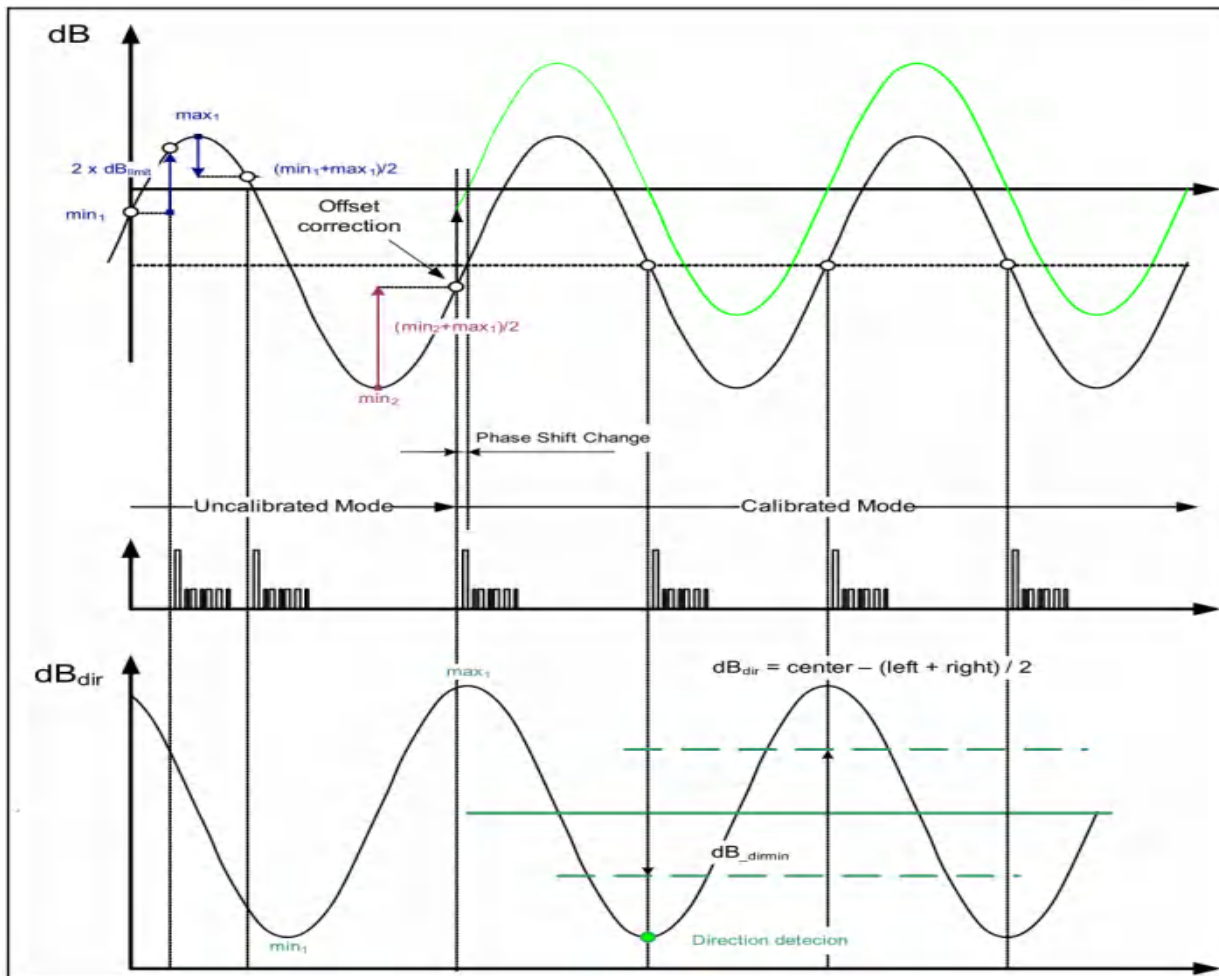 dB
max₁
2 x dBlimit
(min₁+max₁)/2
min₁
Offset
correction
(min₂+max₁)/2
min₂
Phase Shift Change
Uncalibrated Mode
Calibrated Mode
dBdir
max₁
dBdir = center – (left + right) / 2
dB_dirmin
min₁
Direction detecion